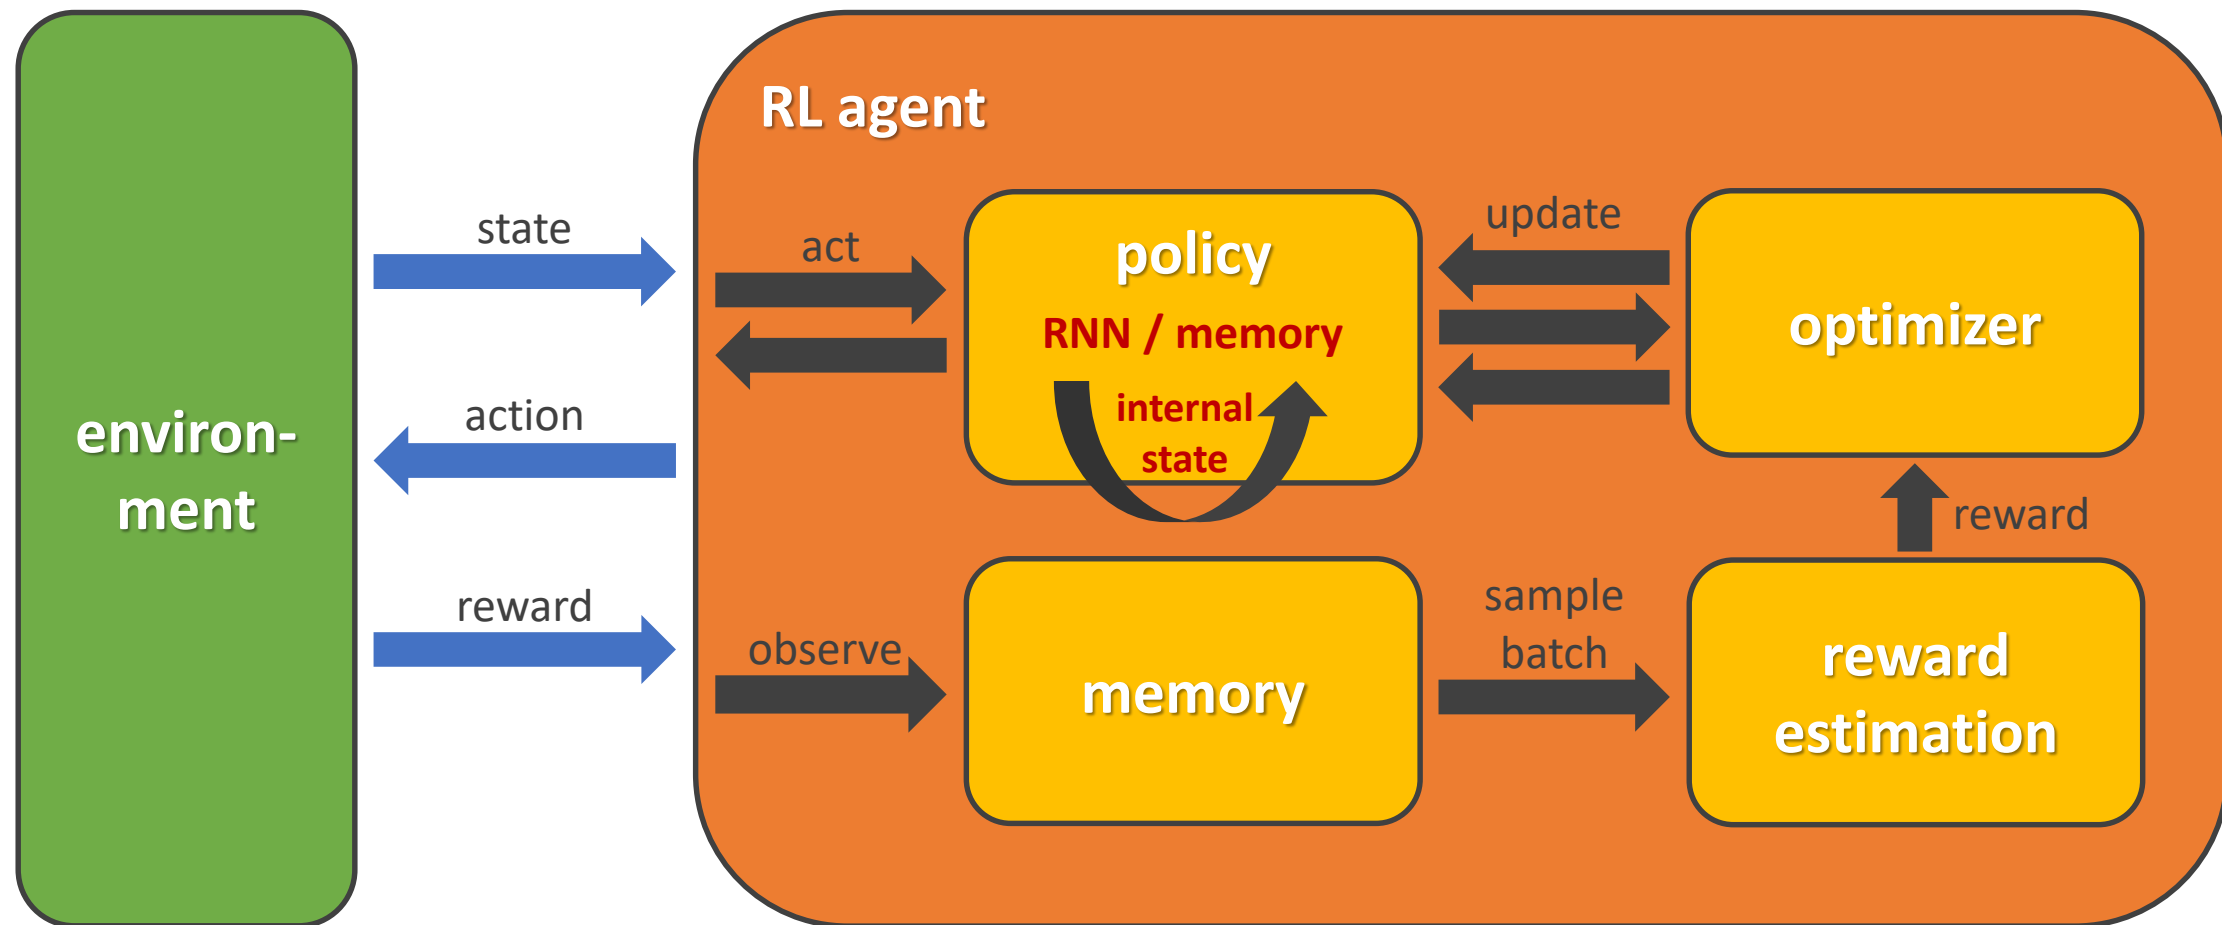 RL agent
environ-
ment
state
action
reward
act
policy
RNN / memory
internal
state
update
optimizer
reward
observe
memory
sample
batch
reward
estimation